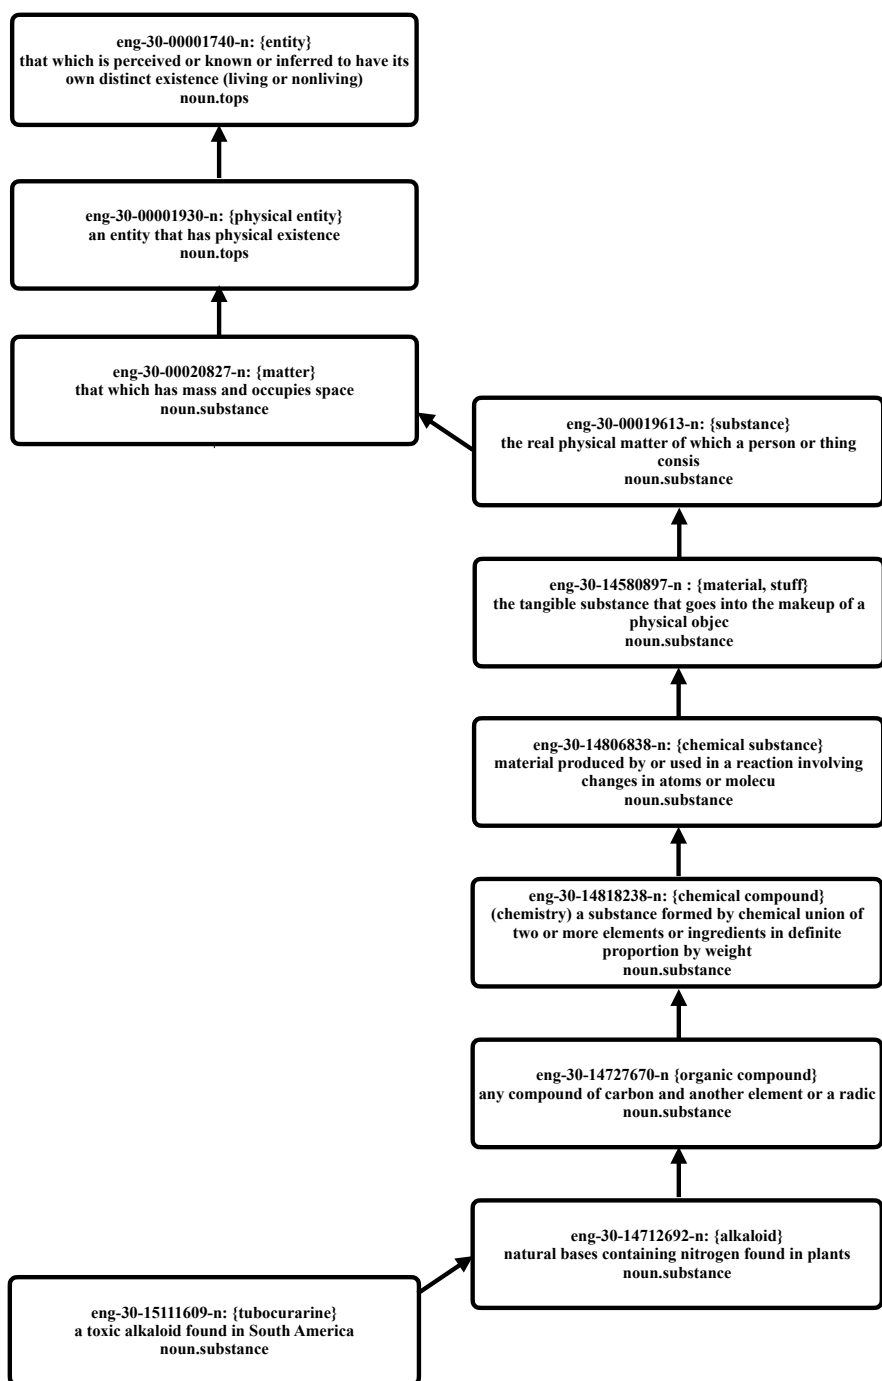 eng-30-00001740-n: {entity}
that which is perceived or known or inferred to have its
own distinct existence (living or nonliving)
noun.tops
eng-30-00001930-n: {physical entity}
an entity that has physical existence
noun.tops
eng-30-00020827-n: {matter}
that which has mass and occupies space
noun.substance
eng-30-00019613-n: {substance}
the real physical matter of which a person or thing
consis
noun.substance
eng-30-14580897-n : {material, stuff}
the tangible substance that goes into the makeup of a
physical objec
noun.substance
eng-30-14806838-n: {chemical substance}
material produced by or used in a reaction involving
changes in atoms or molecu
noun.substance
eng-30-14818238-n: {chemical compound}
(chemistry) a substance formed by chemical union of
two or more elements or ingredients in definite
proportion by weight
noun.substance
eng-30-14727670-n {organic compound}
any compound of carbon and another element or a radic
noun.substance
eng-30-14712692-n: {alkaloid}
natural bases containing nitrogen found in plants
noun.substance
eng-30-15111609-n: {tubocurarine}
a toxic alkaloid found in South America
noun.substance